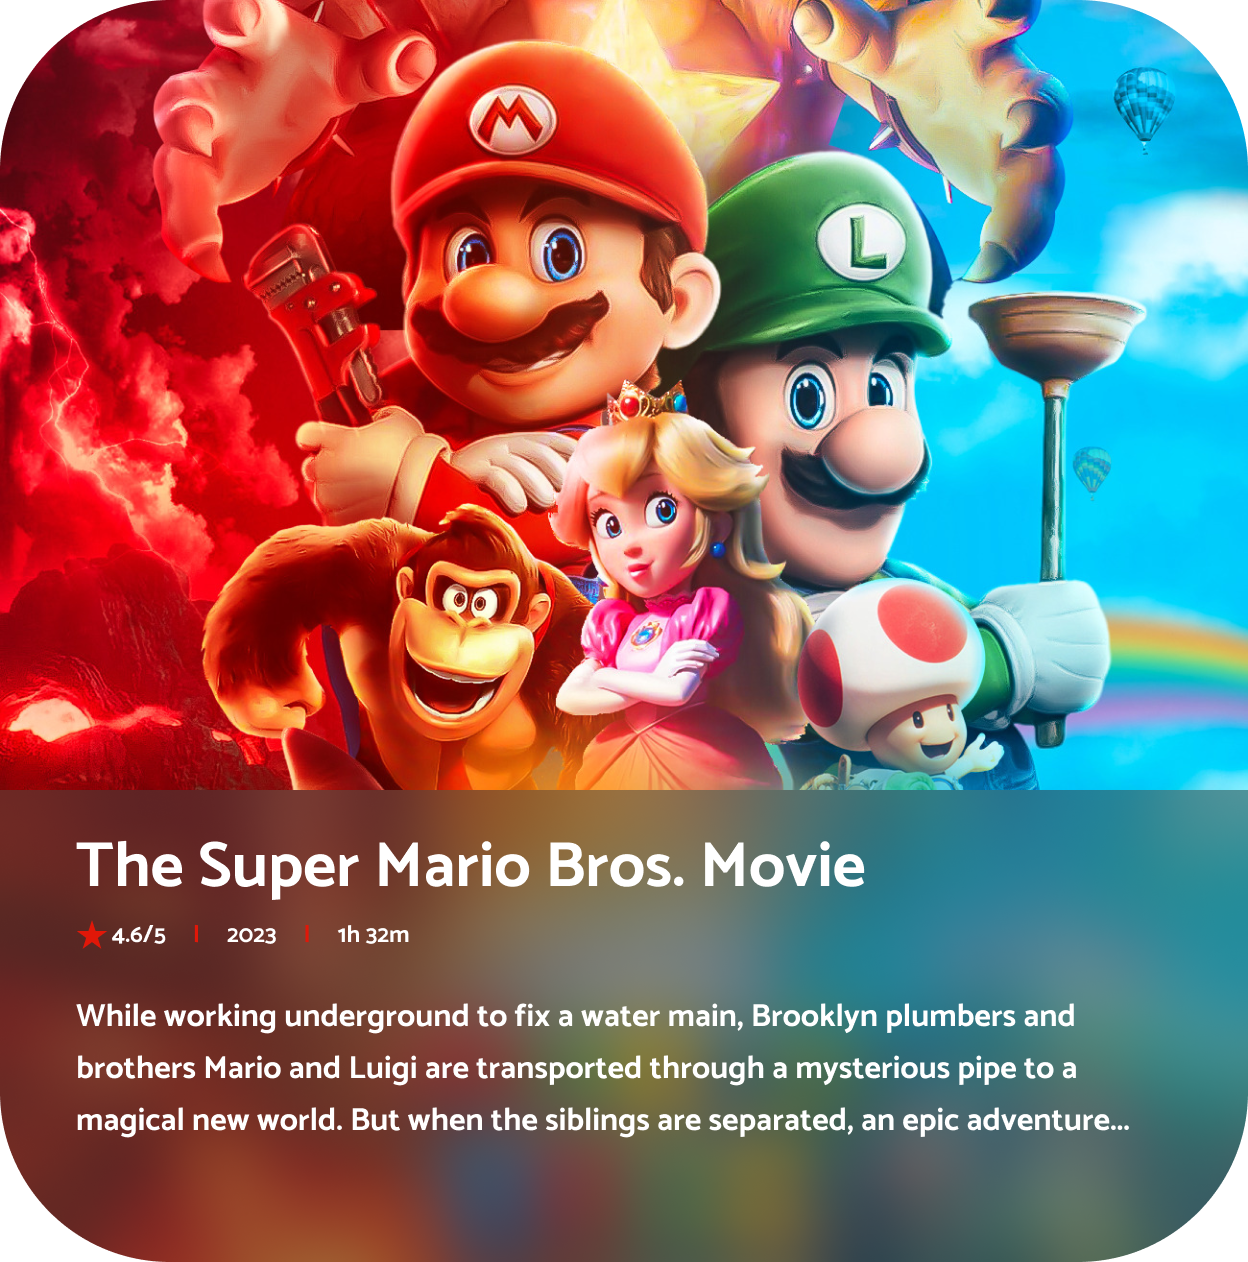 M
L
The Super Mario Bros. Movie
4.6/5 | 2023 | 1h 32m
While working underground to fix a water main, Brooklyn plumbers and
brothers Mario and Luigi are transported through a mysterious pipe to a
magical new world. But when the siblings are separated, an epic adventure...